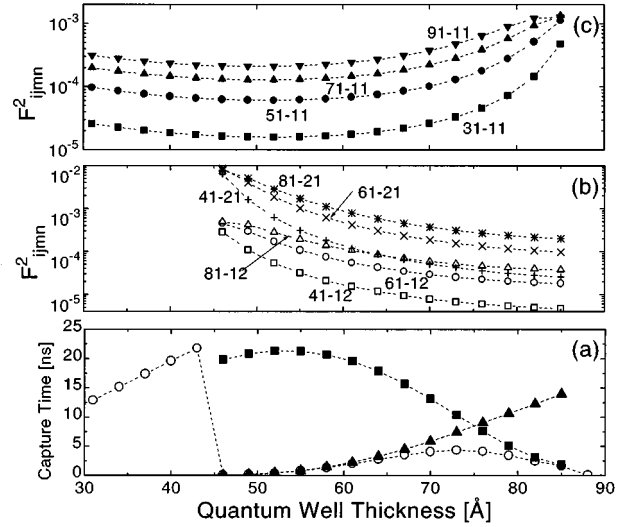 10⁻³
10⁻⁴
10⁻⁵
F²ijmn
(c)
91-11
71-11
51-11
31-11
10⁻²
10⁻³
10⁻⁴
10⁻⁵
F²ijmn
(b)
81-21
41-21
61-21
81-12
61-12
41-12
25
20
15
10
5
0
Capture Time [ns]
(a)
30 40 50 60 70 80 90
Quantum Well Thickness [Å]